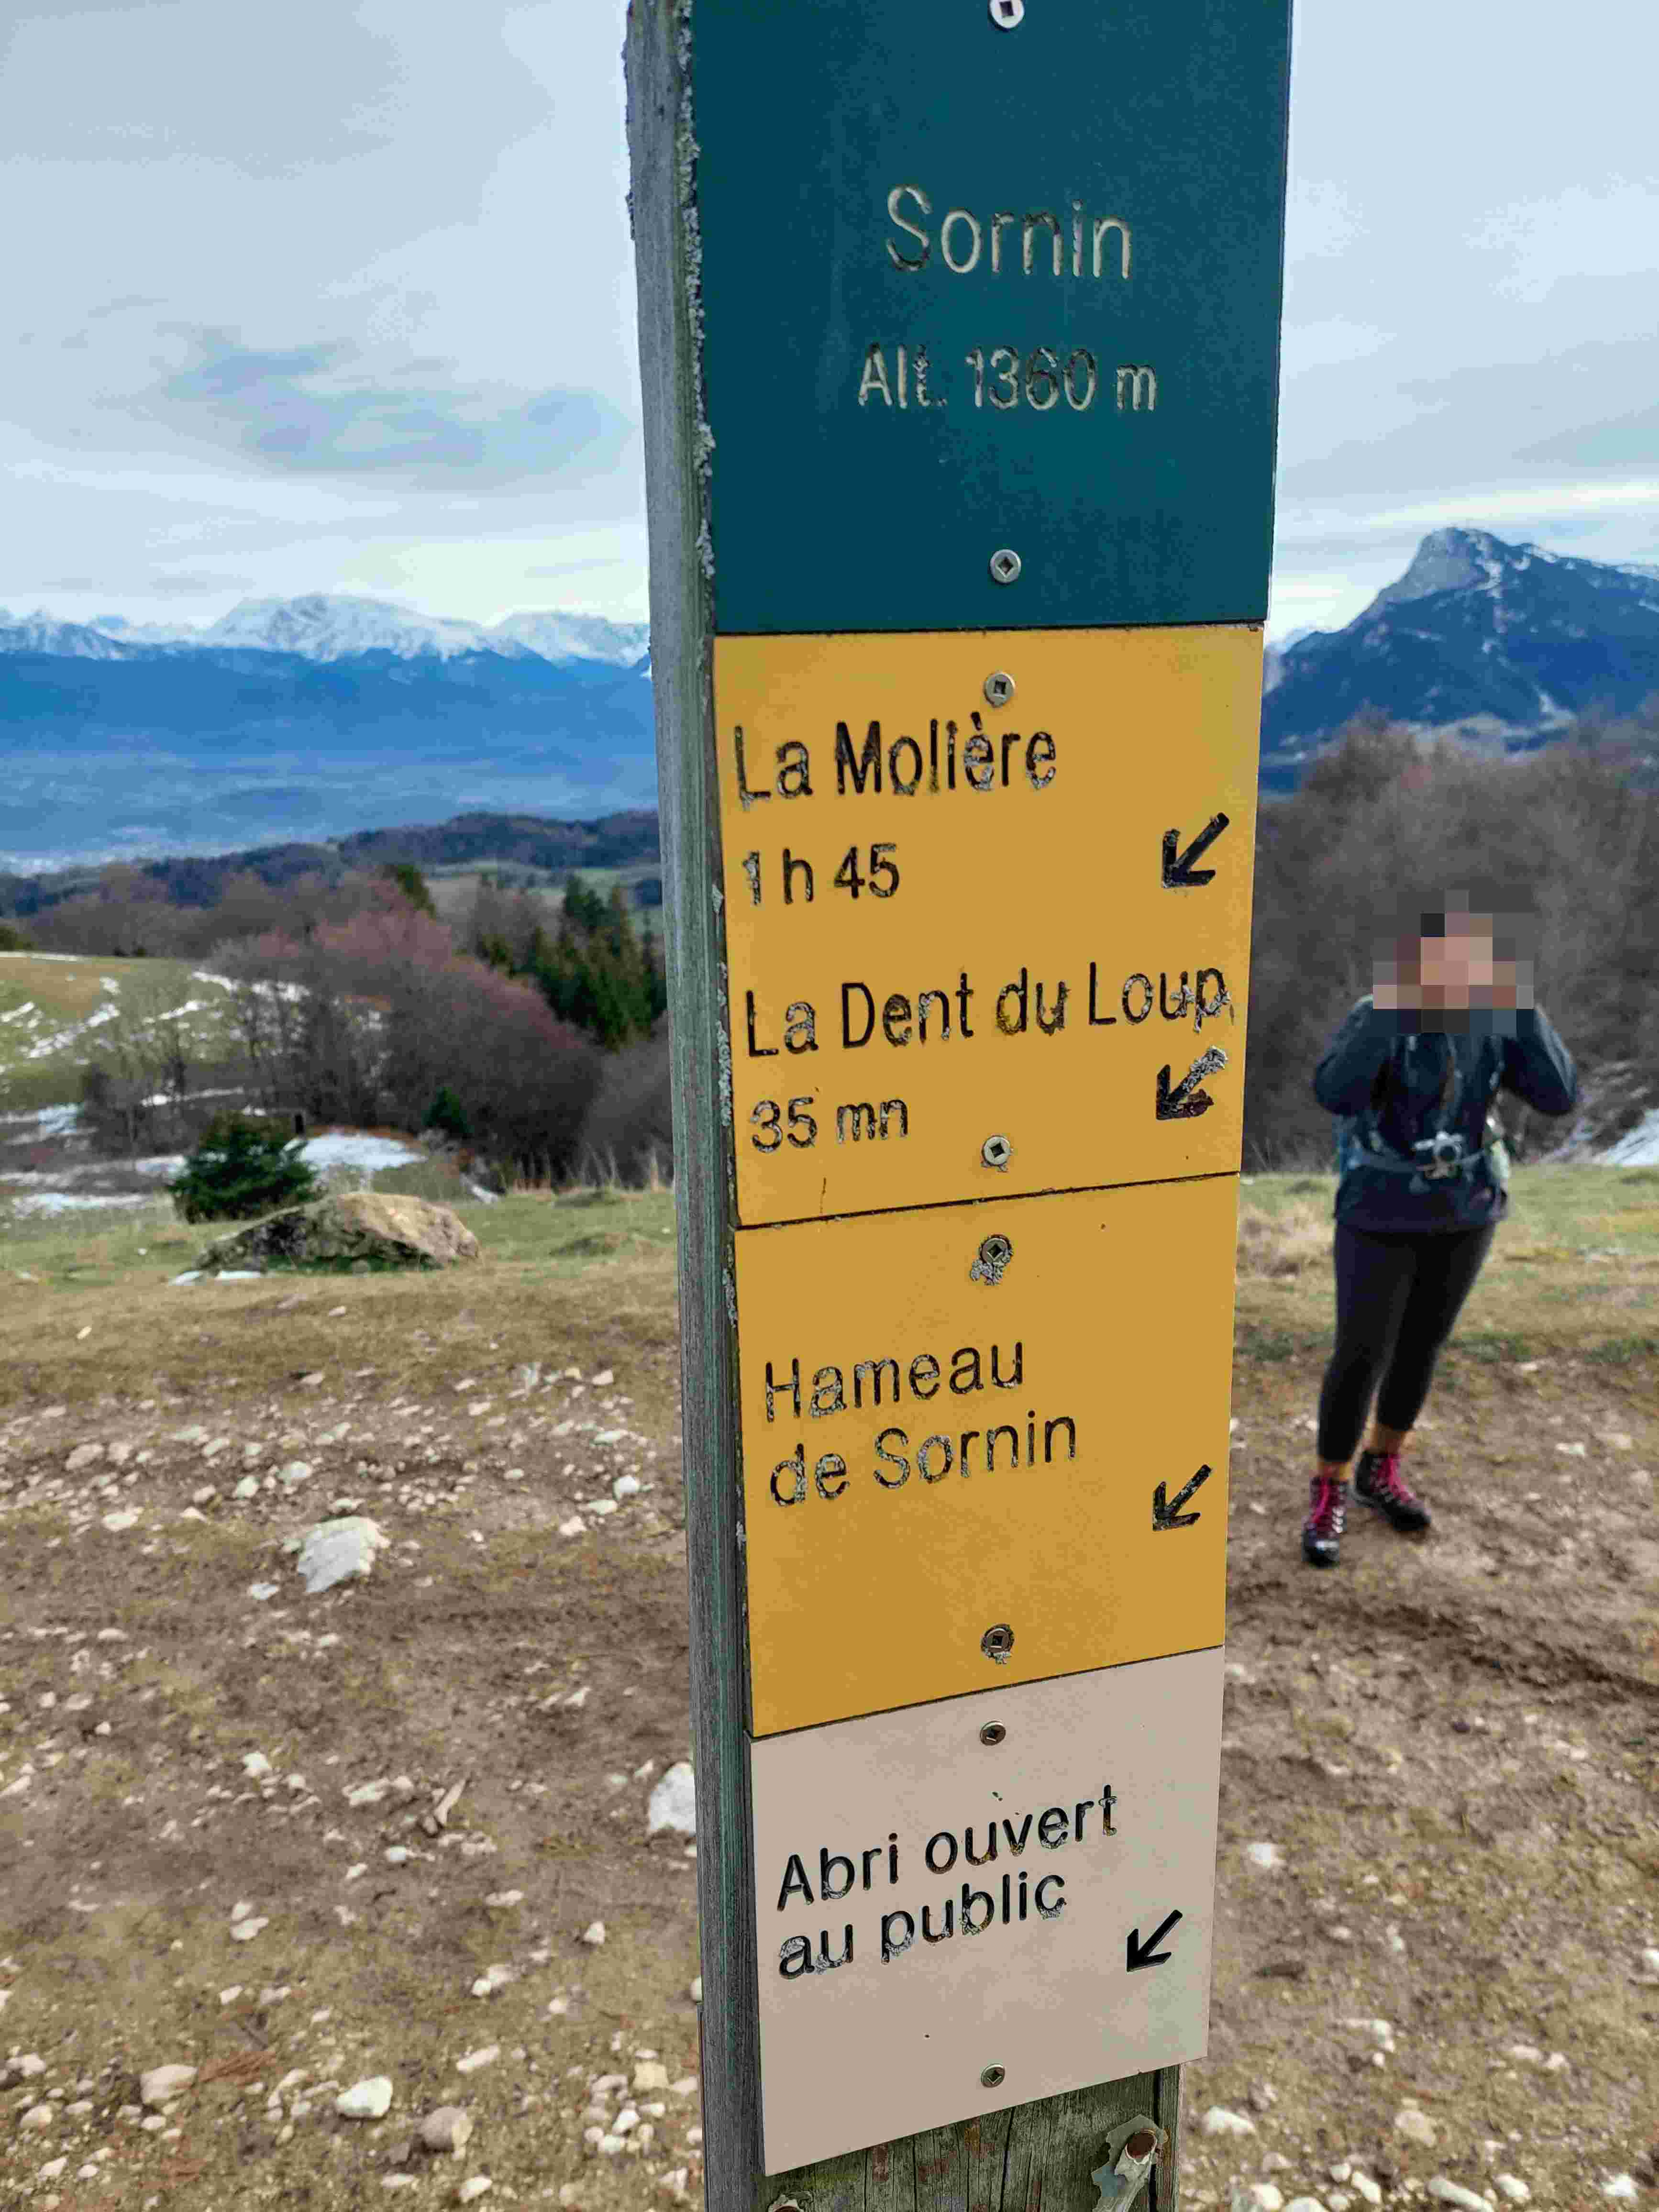 Sornin
Alt. 1360 m
La Molière
1 h 45
La Dent du Loup
35 mn
Hameau
de Sornin
Abri ouvert
au public